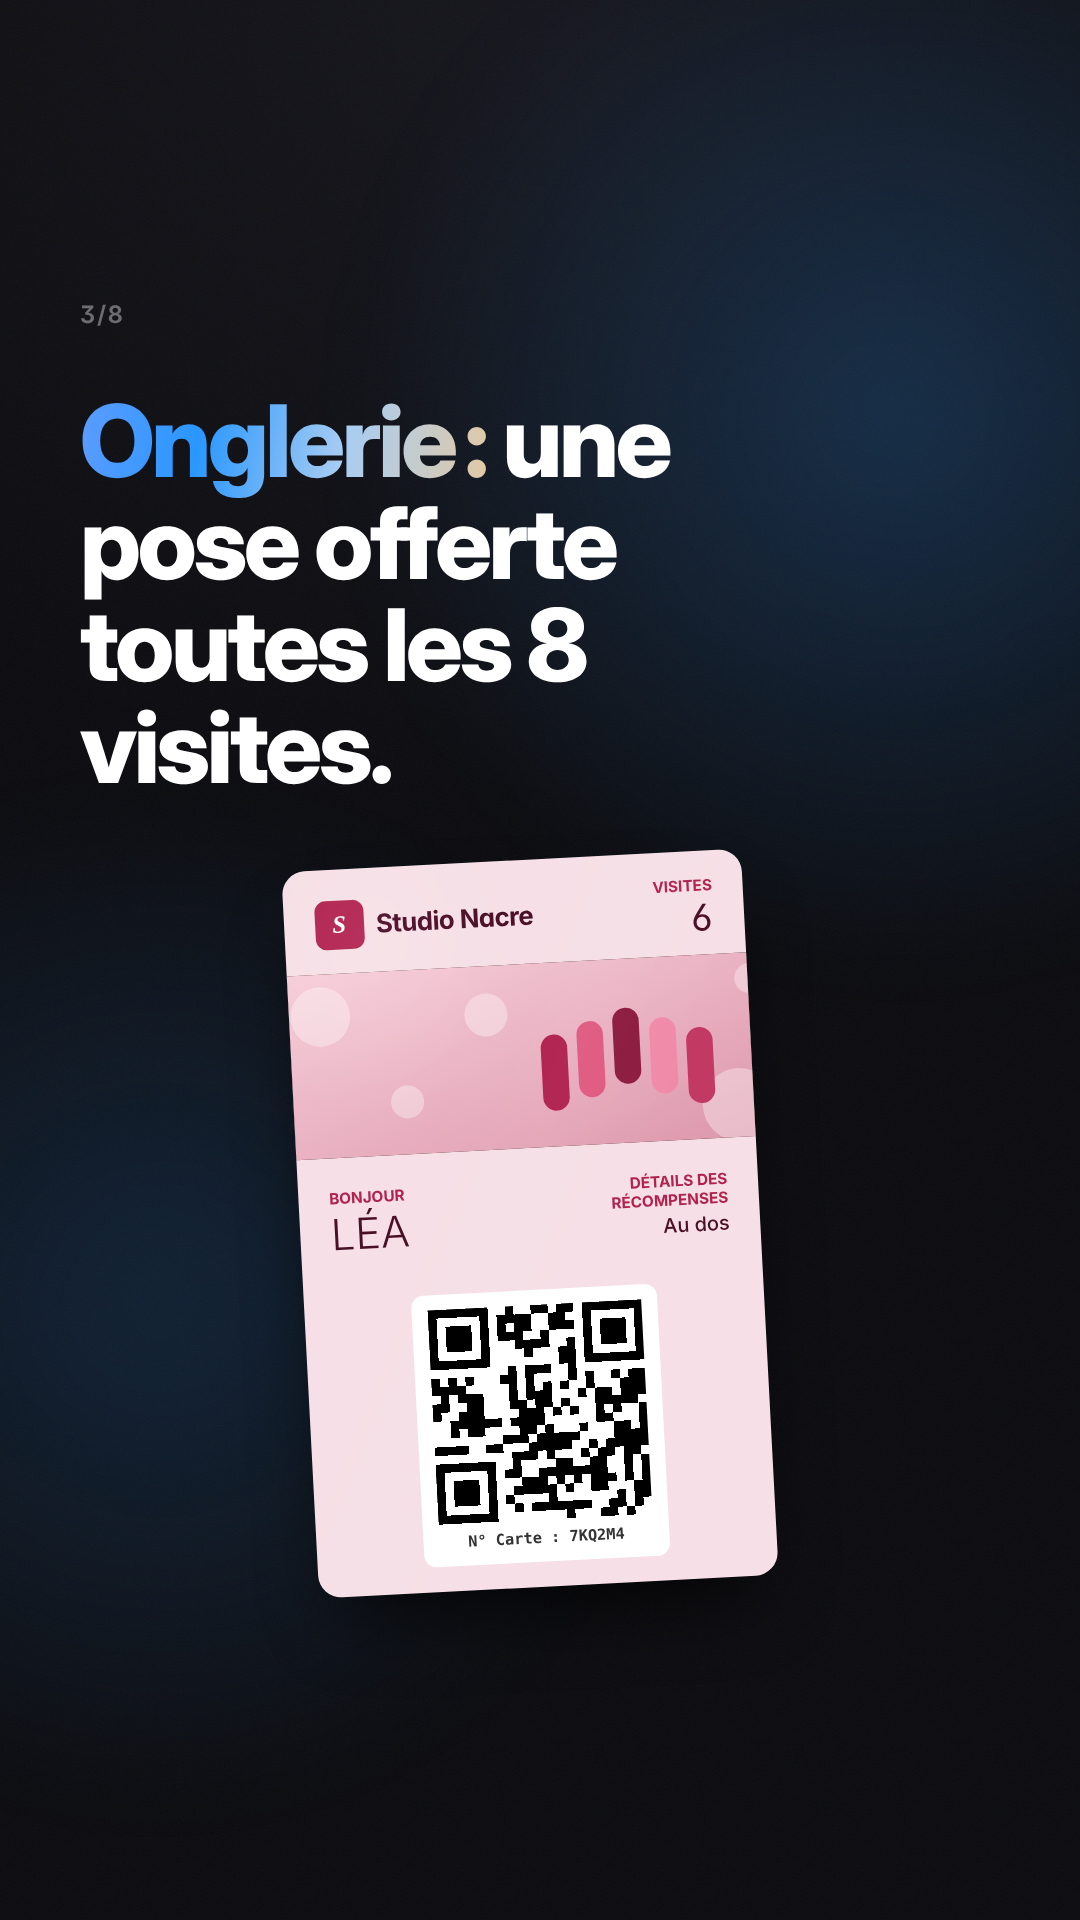 3/8
Onglerie : une
pose offerte
toutes les 8
visites.
S
Studio Nacre
VISITES
6
BONJOUR
LÉA
DÉTAILS DES
RÉCOMPENSES
Au dos
N° Carte : 7KQ2M4